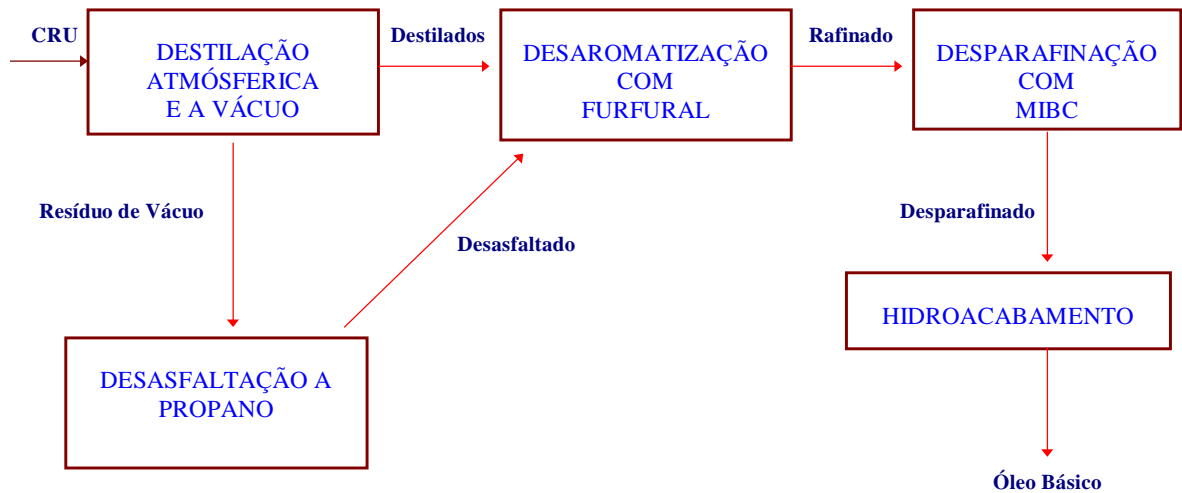 CRU
DESTILAÇÃO
ATMÓSFERICA
E A VÁCUO
Destilados
DESAROMATIZAÇÃO
COM
FURFURAL
Rafinado
DESPARAFINAÇÃO
COM
MIBC
Resíduo de Vácuo
Desasfaltado
Desparafinado
DESASFALTAÇÃO A
PROPANO
HIDROACABAMENTO
Óleo Básico